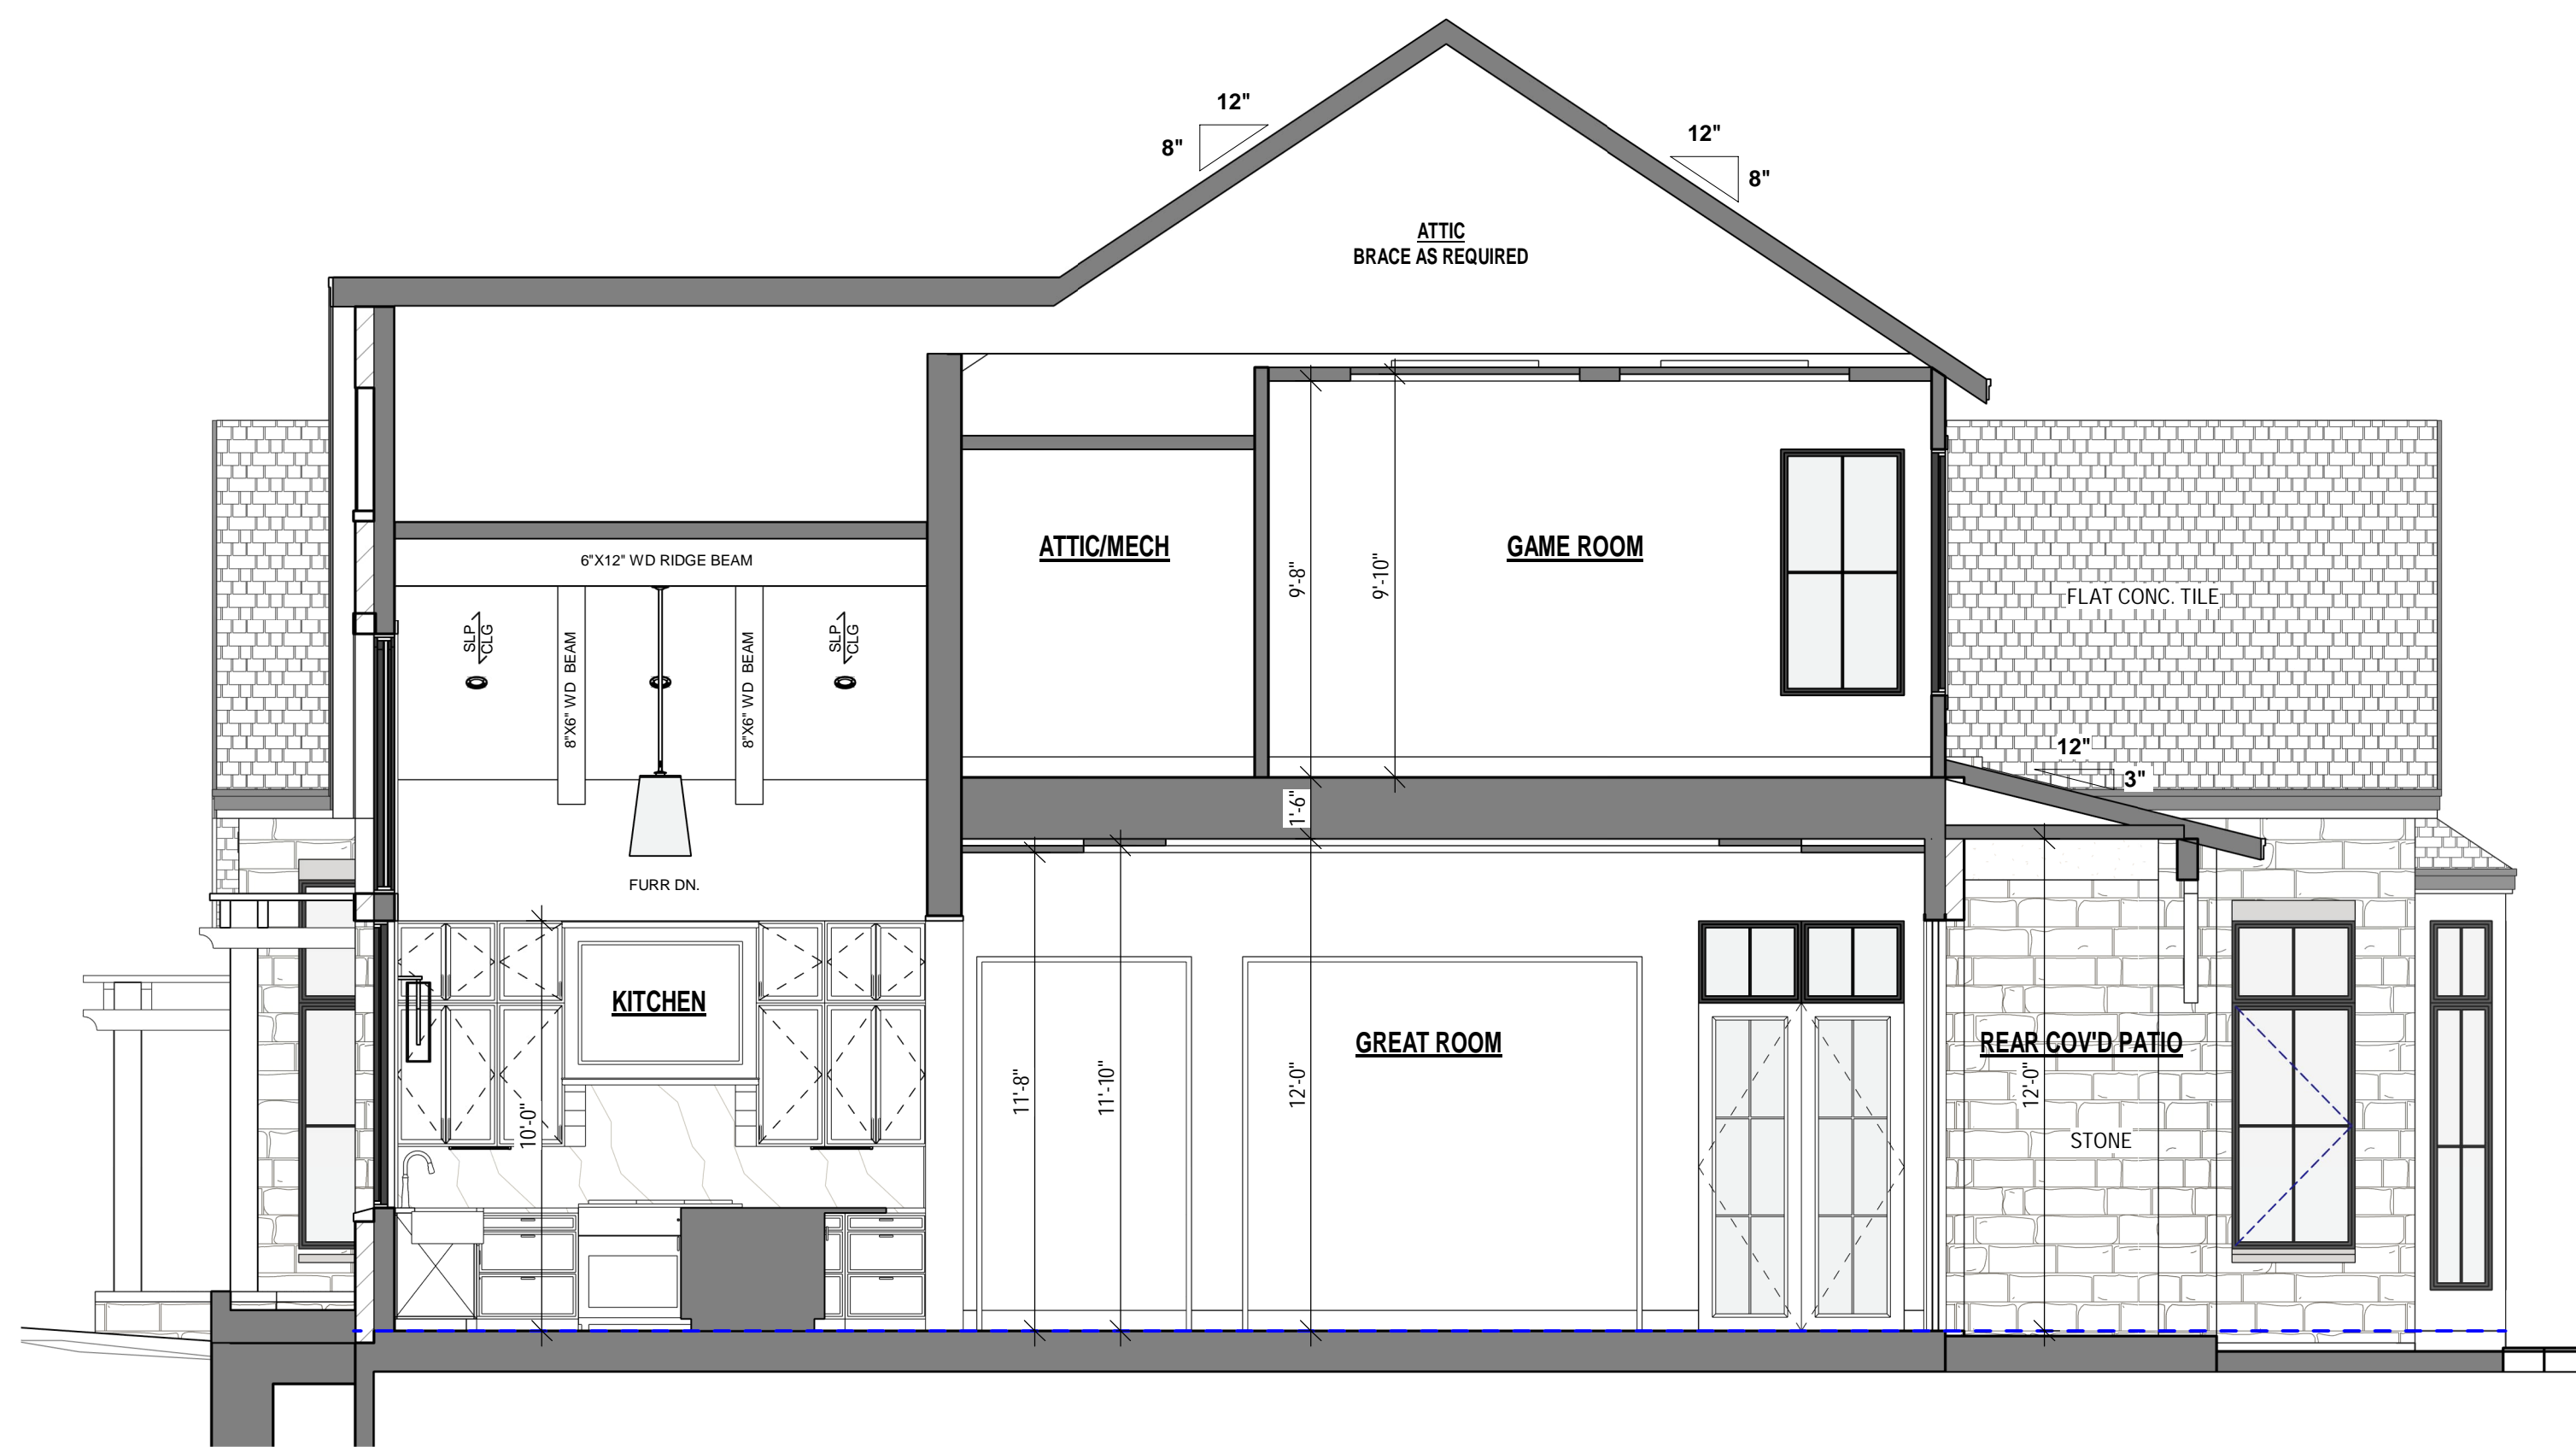 12"
8"
12"
8"
ATTIC
BRACE AS REQUIRED
6"X12" WD RIDGE BEAM
SLP
CLG
8"X6" WD BEAM
8"X6" WD BEAM
SLP
CLG
ATTIC/MECH
9'-8"
9'-10"
GAME ROOM
FLAT CONC. TILE
12"
3"
1'-6"
FURR DN.
KITCHEN
10'-0"
11'-8"
11'-10"
12'-0"
GREAT ROOM
REAR COV'D PATIO
12'-0"
STONE